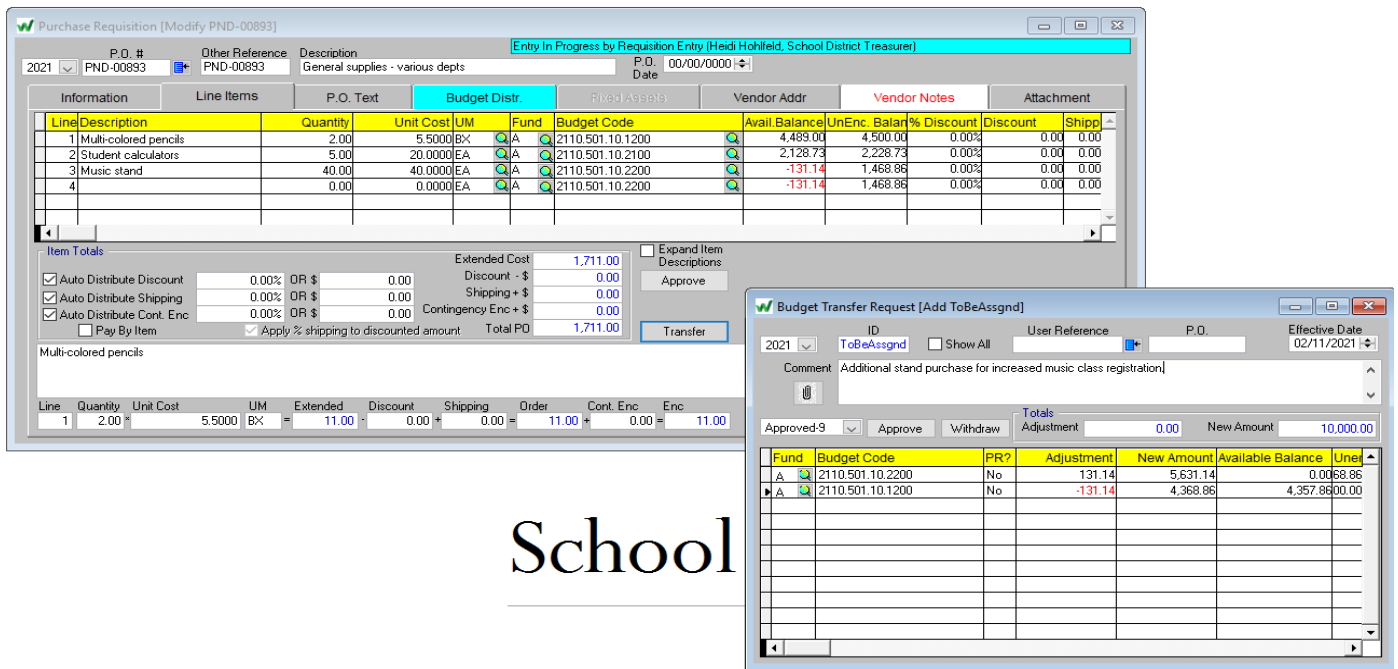 Purchase Requisition [Modify PND-00893]
Entry In Progress by Requisition Entry (Heidi Hohlfeld, School District Treasurer)
P.O. # Other Reference Description P.O. Date
2021 PND-00893 PND-00893 General supplies - various depts 00/00/0000
Information Line Items P.O. Text Budget Distr. Fixed Assets Vendor Addr Vendor Notes Attachment
Line Description Quantity Unit Cost UM Fund Budget Code Avail.Balance UnEnc. Balan % Discount Discount Shipp
1 Multi-colored pencils 2.00 5.5000 BX A 2110.501.10.1200 4,489.00 4,500.00 0.00% 0.00 0.00
2 Student calculators 5.00 20.0000 EA A 2110.501.10.2100 2,128.73 2,228.73 0.00% 0.00 0.00
3 Music stand 40.00 40.0000 EA A 2110.501.10.2200 -131.14 1,468.86 0.00% 0.00 0.00
4 0.00 0.0000 EA A 2110.501.10.2200 -131.14 1,468.86 0.00% 0.00 0.00
Item Totals
Extended Cost 1,711.00
Expand Item Descriptions
Auto Distribute Discount 0.00% OR $ 0.00 Discount - $ 0.00
Approve
Auto Distribute Shipping 0.00% OR $ 0.00 Shipping + $ 0.00
Auto Distribute Cont. Enc 0.00% OR $ 0.00 Contingency Enc + $ 0.00
Pay By Item Apply % shipping to discounted amount Total PO 1,711.00
Transfer
Multi-colored pencils
Line Quantity Unit Cost UM Extended Discount Shipping Order Cont. Enc Enc
1 2.00 * 5.5000 BX = 11.00 - 0.00 + 0.00 = 11.00 + 0.00 = 11.00
Budget Transfer Request [Add ToBeAssgnd]
ID User Reference P.O. Effective Date
2021 ToBeAssgnd Show All 02/11/2021
Comment Additional stand purchase for increased music class registration.
Totals
Approved-9 Approve Withdraw Adjustment 0.00 New Amount 10,000.00
Fund Budget Code PR? Adjustment New Amount Available Balance Uner
A 2110.501.10.2200 No 131.14 5,631.14 0.00 68.86
A 2110.501.10.1200 No -131.14 4,368.86 4,357.86 00.00
School